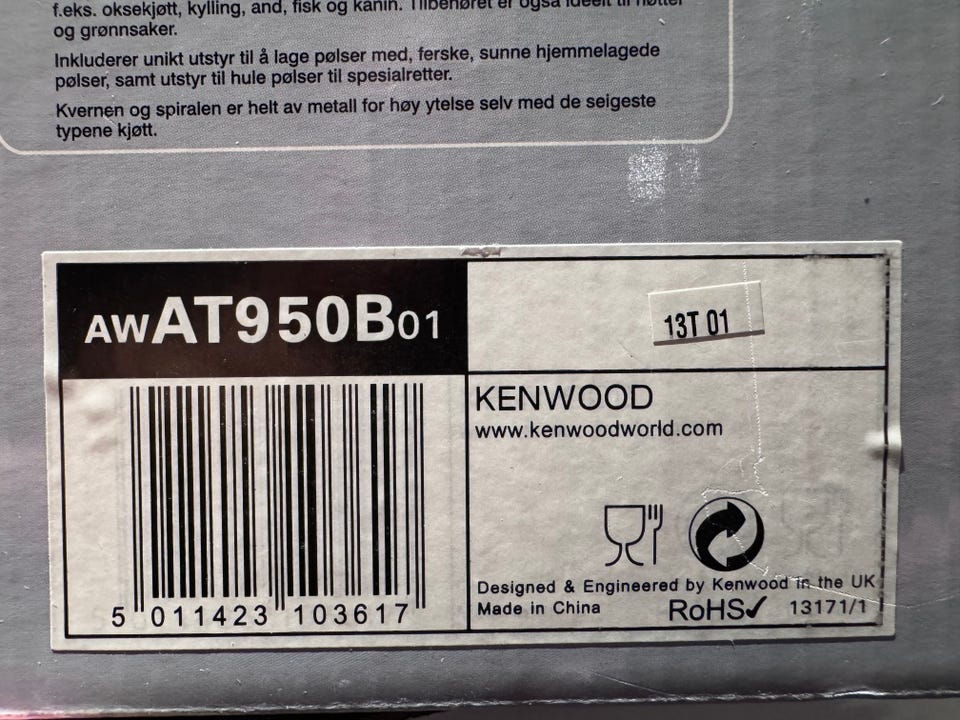 f.eks. oksekjøtt, kylling, and, fisk og kanin. Tilbehøret er også ideelt til nøtter
og grønnsaker.
Inkluderer unikt utstyr til å lage pølser med, ferske, sunne hjemmelagede
pølser, samt utstyr til hule pølser til spesialretter.
Kvernen og spiralen er helt av metall for høy ytelse selv med de seigeste
typene kjøtt.
AWAT950B01
13T 01
KENWOOD
www.kenwoodworld.com
Designed & Engineered by Kenwood in the UK
Made in China RoHS✓ 13171/1
5 011423 103617